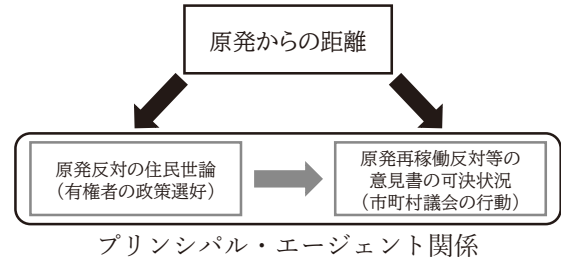 原発からの距離
原発反対の住民世論
(有権者の政策選好)
原発再稼働反対等の
意見書の可決状況
(市町村議会の行動)
プリンシパル・エージェント関係